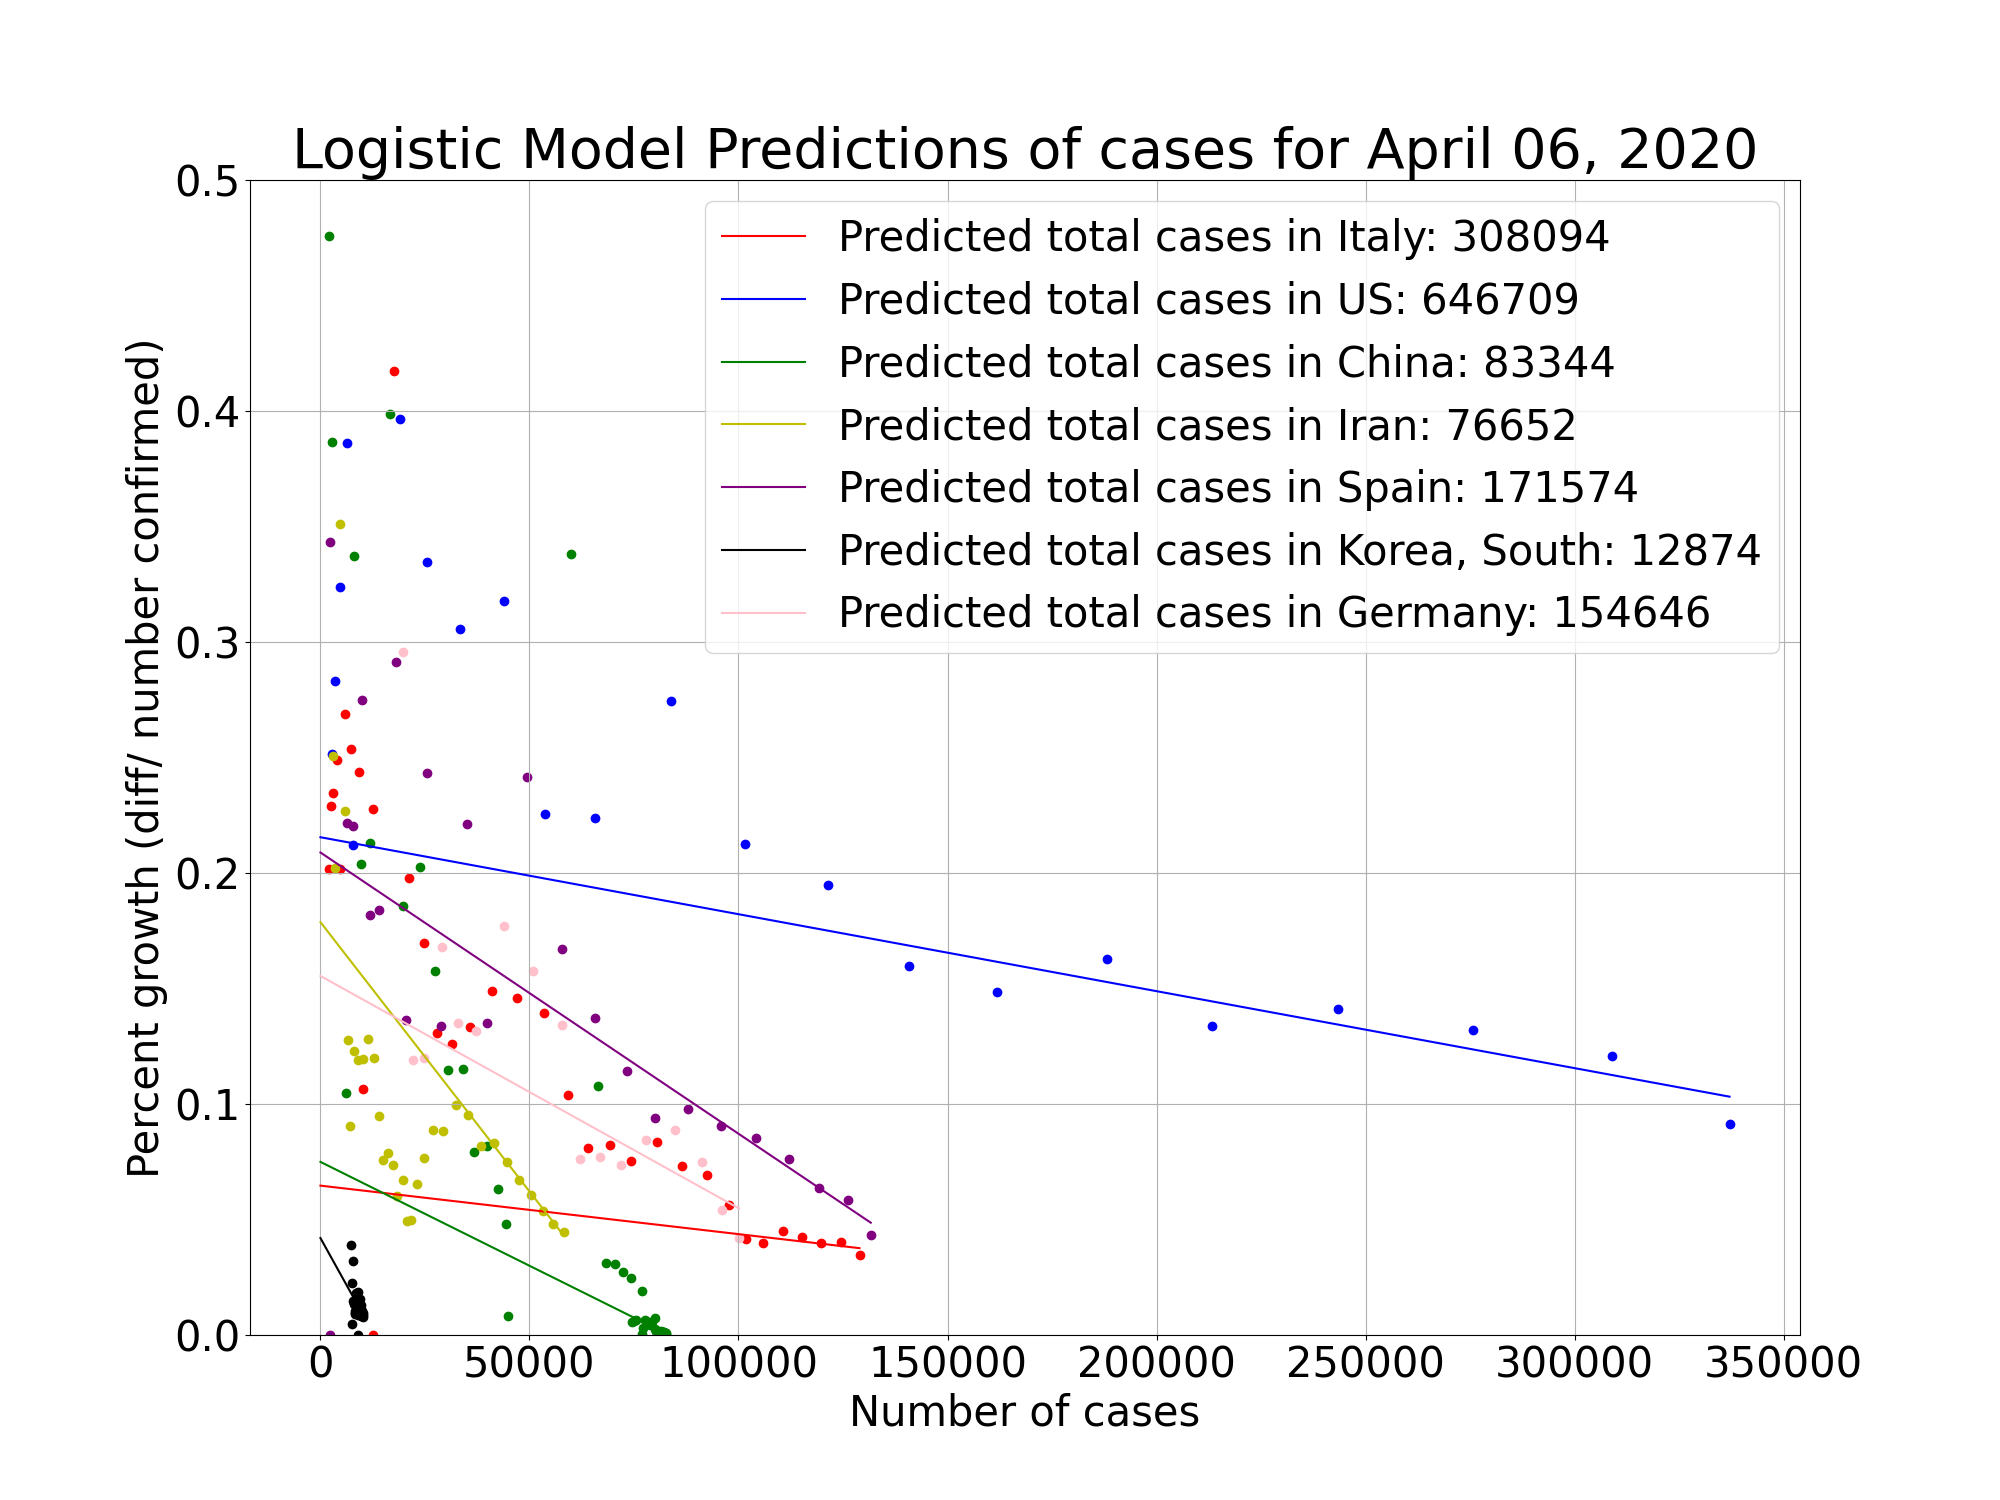 Logistic Model Predictions of cases for April 06, 2020
0.5
0.4
0.3
0.2
0.1
0.0
Percent growth (diff/ number confirmed)
Predicted total cases in Italy: 308094
Predicted total cases in US: 646709
Predicted total cases in China: 83344
Predicted total cases in Iran: 76652
Predicted total cases in Spain: 171574
Predicted total cases in Korea, South: 12874
Predicted total cases in Germany: 154646
0 50000 100000 150000 200000 250000 300000 350000
Number of cases